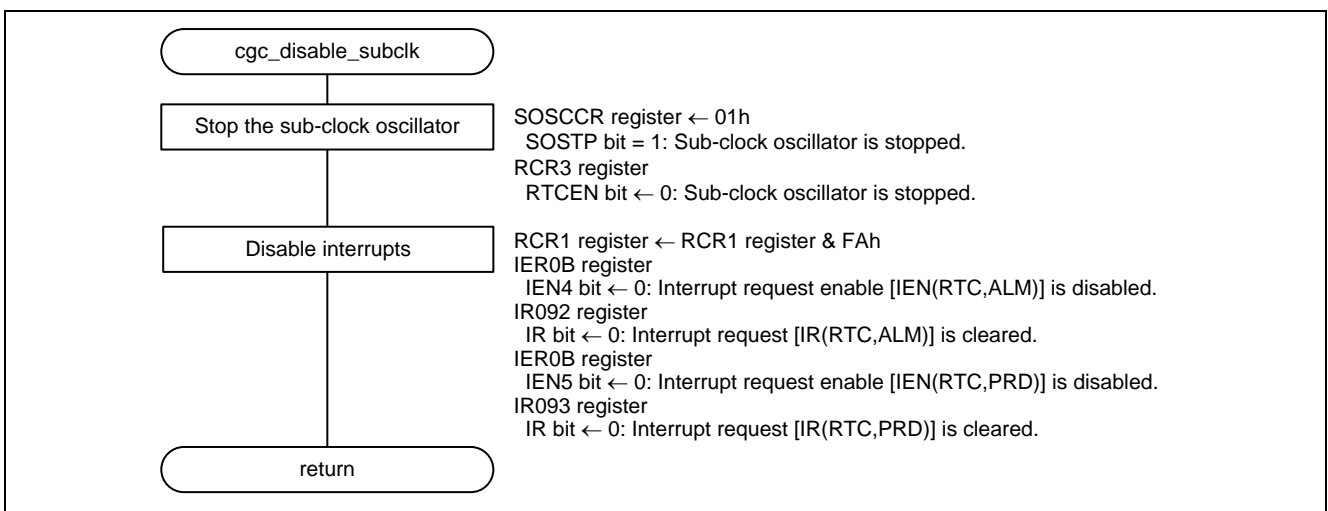 cgc_disable_subclk
Stop the sub-clock oscillator
SOSCCR register ← 01h
SOSTP bit = 1: Sub-clock oscillator is stopped.
RCR3 register
RTCEN bit ← 0: Sub-clock oscillator is stopped.
Disable interrupts
RCR1 register ← RCR1 register & FAh
IER0B register
IEN4 bit ← 0: Interrupt request enable [IEN(RTC,ALM)] is disabled.
IR092 register
IR bit ← 0: Interrupt request [IR(RTC,ALM)] is cleared.
IER0B register
IEN5 bit ← 0: Interrupt request enable [IEN(RTC,PRD)] is disabled.
IR093 register
IR bit ← 0: Interrupt request [IR(RTC,PRD)] is cleared.
return